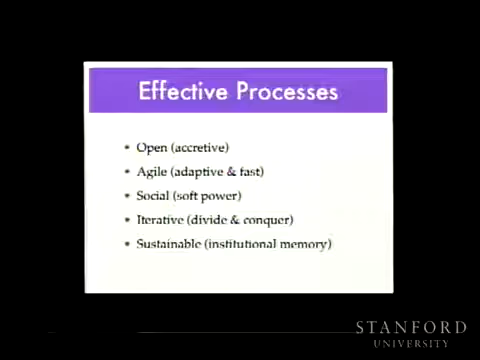 Effective Processes
• Open (accretive)
• Agile (adaptive & fast)
• Social (soft power)
• Iterative (divide & conquer)
• Sustainable (institutional memory)
STANFORD
UNIVERSITY